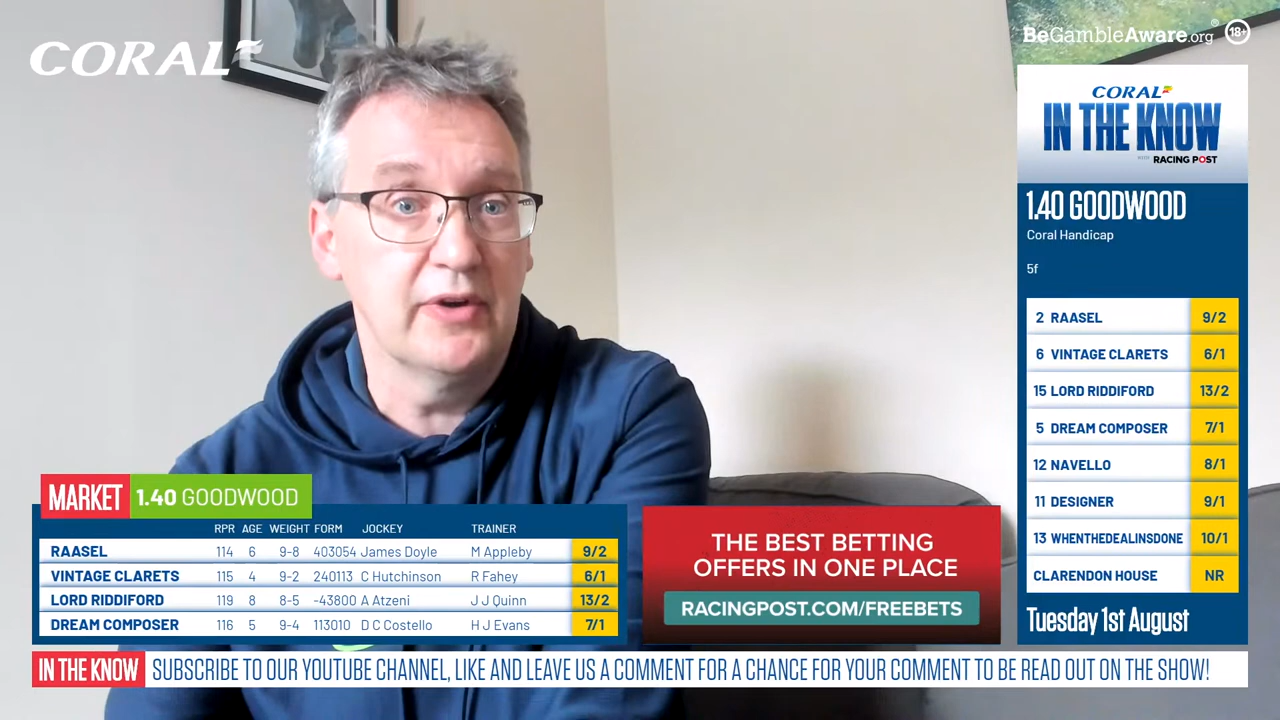 CORAL
BeGambleAware.org® 18+
CORAL
IN THE KNOW
WITH RACING POST
1.40 GOODWOOD
Coral Handicap
5f
2 RAASEL 9/2
6 VINTAGE CLARETS 6/1
15 LORD RIDDIFORD 13/2
5 DREAM COMPOSER 7/1
12 NAVELLO 8/1
11 DESIGNER 9/1
13 WHENTHEDEALINSDONE 10/1
CLARENDON HOUSE NR
Tuesday 1st August
MARKET 1.40 GOODWOOD
RPR AGE WEIGHT FORM JOCKEY TRAINER
RAASEL 114 6 9-8 403054 James Doyle M Appleby 9/2
VINTAGE CLARETS 115 4 9-2 240113 C Hutchinson R Fahey 6/1
LORD RIDDIFORD 119 8 8-5 -43800 A Atzeni J J Quinn 13/2
DREAM COMPOSER 116 5 9-4 113010 D C Costello H J Evans 7/1
THE BEST BETTING
OFFERS IN ONE PLACE
RACINGPOST.COM/FREEBETS
IN THE KNOW SUBSCRIBE TO OUR YOUTUBE CHANNEL, LIKE AND LEAVE US A COMMENT FOR A CHANCE FOR YOUR COMMENT TO BE READ OUT ON THE SHOW!